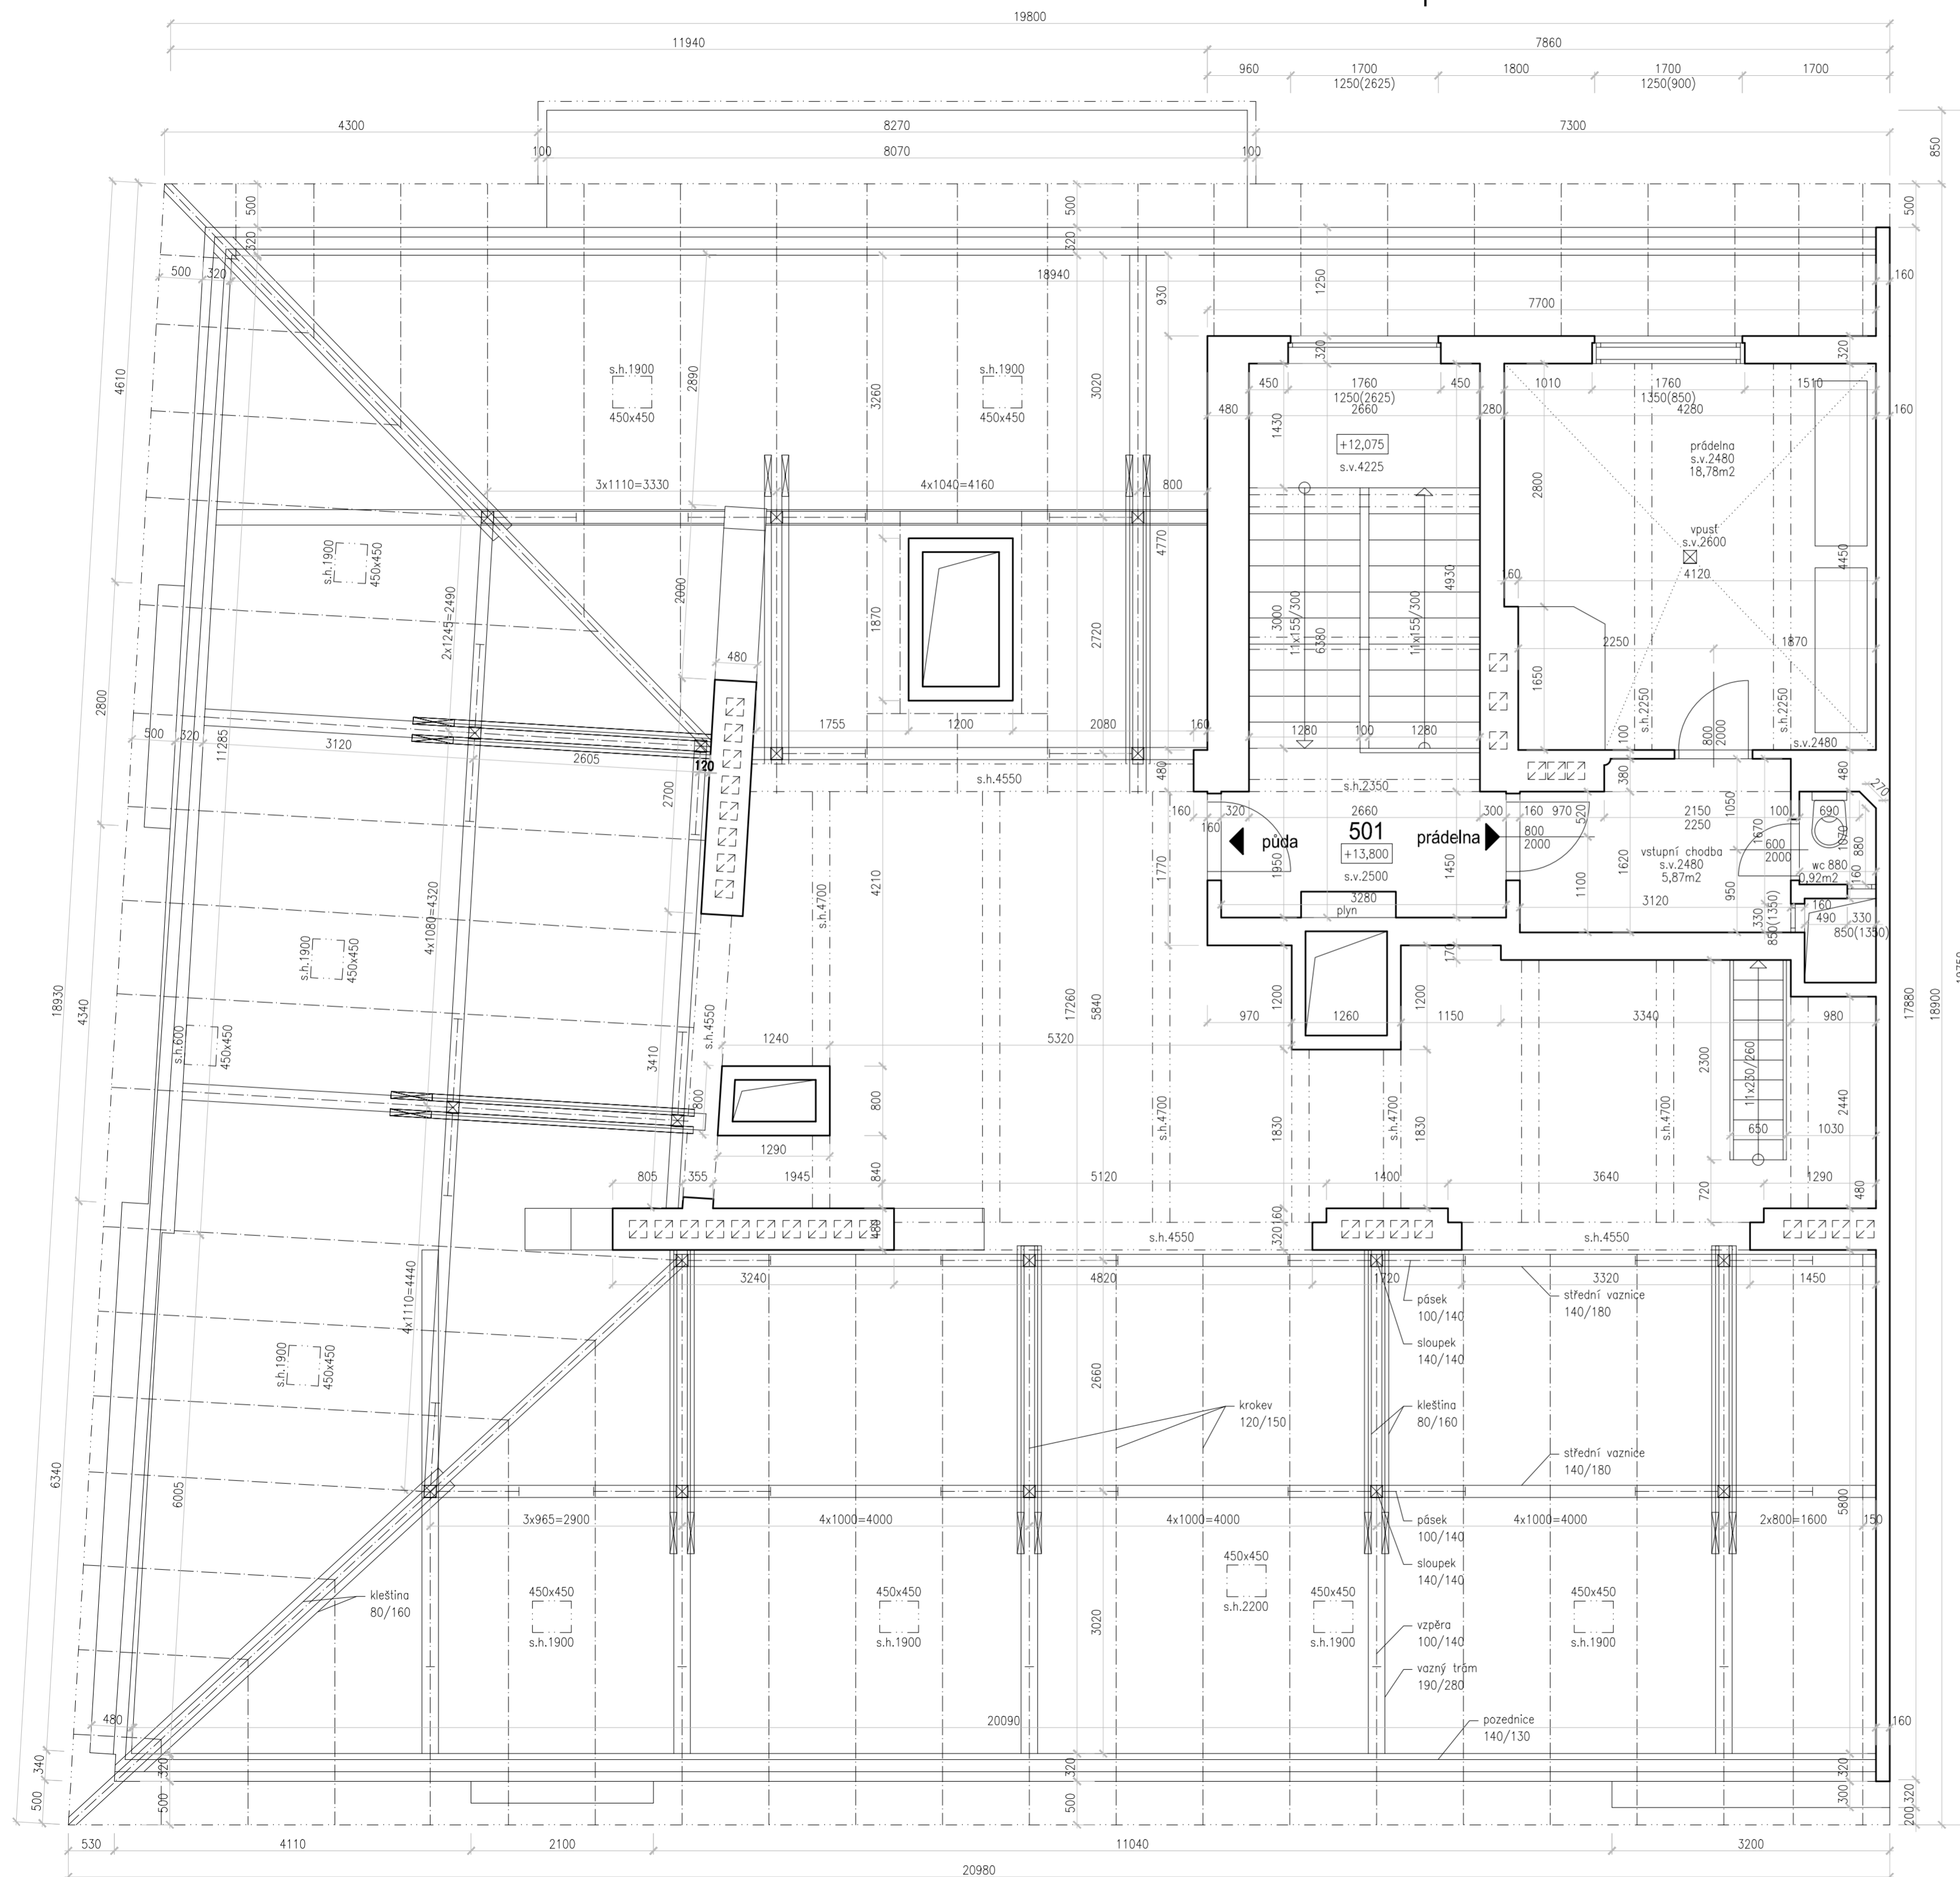 19800
11940
7860
960
1700
1800
1700
1700
1250(2625)
1250(900)
4300
8270
7300
100
8070
100
850
500
500
500
320
320
500
320
18940
160
1250
930
7700
4610
2890
3260
3020
320
320
s.h.1900
450x450
s.h.1900
450x450
450
1760
450
1250(2625)
1010
1760
1510
1350(850)
480
2660
280
4280
160
1430
+12,075
s.v.4225
prádelna
s.v.2480
18,78m2
3x1110=3330
4x1040=4160
800
2800
vpusť
s.v.2600
4450
4770
4930
160
4120
s.h.1900
450x450
2x1245=2490
2000
1870
2720
3000
11x155/300
6380
11x155/300
2250
1870
480
1650
s.h.2250
s.h.2250
2800
1755
1200
2080
160
1280
100
1280
100
800
2000
s.v.2480
500
320
11285
3120
2605
120
s.h.4550
480
s.h.2350
380
480
270
2700
160
320
2660
300
160
970
520
2150
2250
1050
100
690
160
půda
501
prádelna
800
2000
+13,800
s.v.2500
vstupní chodba
s.v.2480
5,87m2
1670
600
2000
1070
880
wc 880
0,92m2
4210
1770
1950
1450
1620
1100
950
160
4x1080=4320
s.h.4700
3280
plyn
3120
330
850(1350)
160
490
330
850(1350)
s.h.1900
450x450
170
18930
4340
s.h.600
450x450
s.h.4550
17260
5840
1200
1200
17880
18900
3410
1240
5320
970
1260
1150
3340
980
2300
11x230/260
2440
800
800
s.h.4700
1830
s.h.4700
1830
s.h.4700
650
1030
1290
840
805
355
1945
5120
1400
3640
1290
720
480
480
160
320
s.h.4550
s.h.4550
3240
4820
1720
3320
1450
pásek
100/140
střední vaznice
140/180
sloupek
140/140
4x1110=4440
s.h.1900
450x450
2660
krokev
120/150
kleština
80/160
střední vaznice
140/180
6340
6005
3x965=2900
4x1000=4000
4x1000=4000
4x1000=4000
2x800=1600
150
5800
pásek
100/140
sloupek
140/140
450x450
s.h.1900
450x450
s.h.1900
450x450
s.h.2200
s.h.1900
450x450
s.h.1900
kleština
80/160
3020
vzpěra
100/140
vazný trám
190/280
480
20090
pozednice
140/130
160
340
320
320
320
500
500
500
300
320
200
530
4110
2100
11040
3200
20980